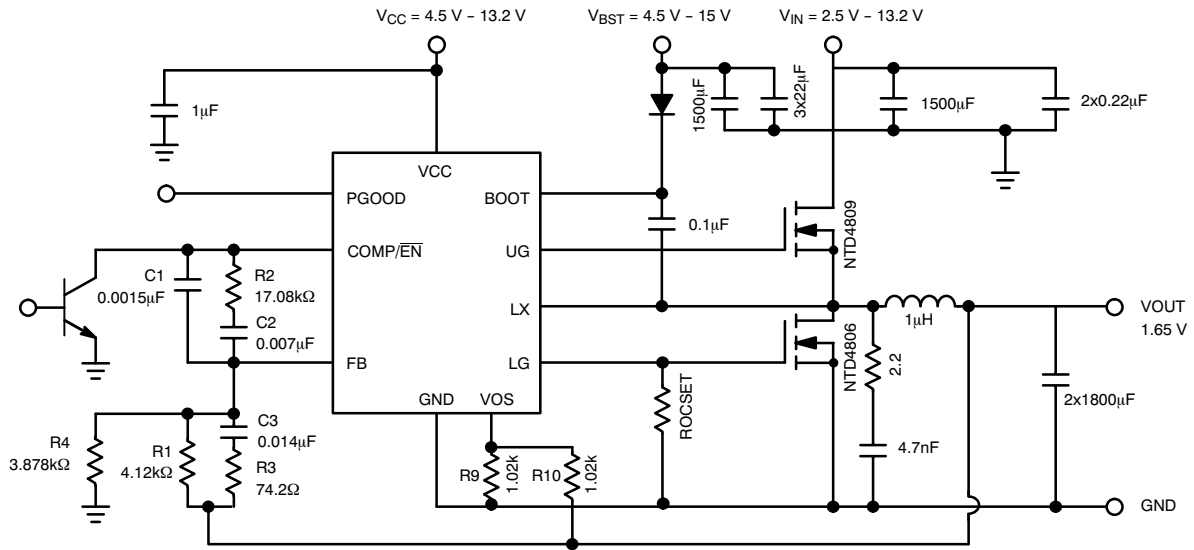 V_CC = 4.5 V − 13.2 V
V_BST = 4.5 V − 15 V
V_IN = 2.5 V − 13.2 V
1μF
1500μF
3x22μF
1500μF
2x0.22μF
VCC
PGOOD
BOOT
COMP/EN
UG
LX
FB
LG
GND
VOS
0.1μF
NTD4809
NTD4806
C1
0.0015μF
R2
17.08kΩ
C2
0.007μF
1μH
VOUT
1.65 V
2.2
2x1800μF
ROCSET
4.7nF
R4
3.878kΩ
R1
4.12kΩ
C3
0.014μF
R3
74.2Ω
R9
1.02k
R10
1.02k
GND